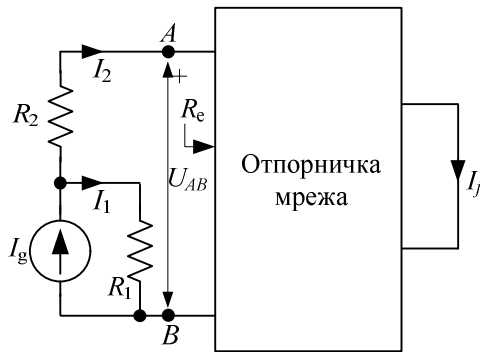 A
I2
+
R2
Re
UAB
Отпорничка
мрежа
Ij
I1
Ig
R1
B